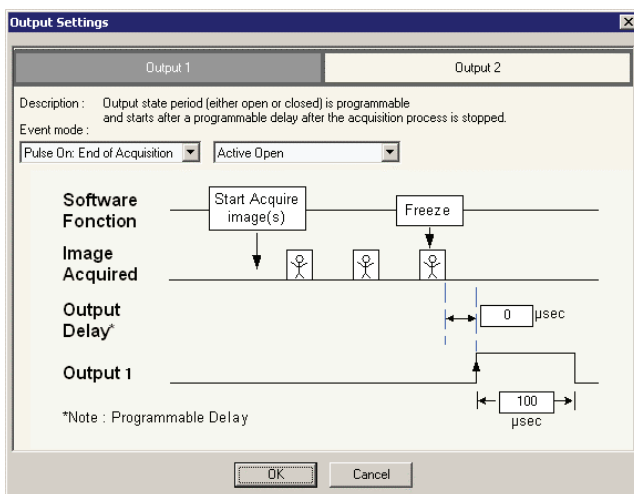 Output Settings
Output 1
Output 2
Description : Output state period (either open or closed) is programmable
and starts after a programmable delay after the acquisition process is stopped.
Event mode :
Pulse On: End of Acquisition
Active Open
Software
Fonction
Start Acquire
image(s)
Freeze
Image
Acquired
Output
Delay*
0 µsec
Output 1
100
µsec
*Note : Programmable Delay
OK
Cancel